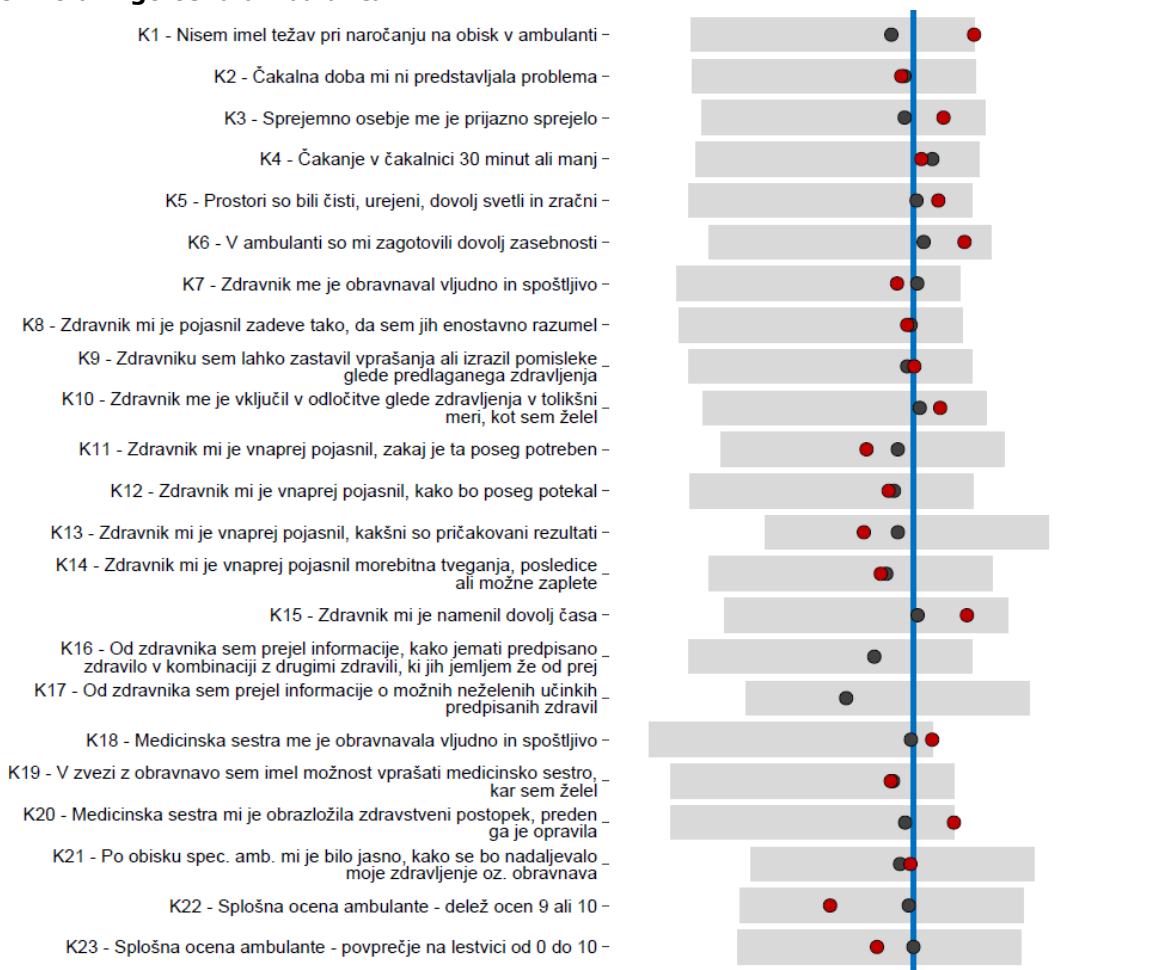 K1 - Nisem imel težav pri naročanju na obisk v ambulanti
K2 - Čakalna doba mi ni predstavljala problema
K3 - Sprejemno osebje me je prijazno sprejelo
K4 - Čakanje v čakalnici 30 minut ali manj
K5 - Prostori so bili čisti, urejeni, dovolj svetli in zračni
K6 - V ambulanti so mi zagotovili dovolj zasebnosti
K7 - Zdravnik me je obravnaval vljudno in spoštljivo
K8 - Zdravnik mi je pojasnil zadeve tako, da sem jih enostavno razumel
K9 - Zdravniku sem lahko zastavil vprašanja ali izrazil pomisleke
glede predlaganega zdravljenja
K10 - Zdravnik me je vključil v odločitve glede zdravljenja v tolikšni
meri, kot sem želel
K11 - Zdravnik mi je vnaprej pojasnil, zakaj je ta poseg potreben
K12 - Zdravnik mi je vnaprej pojasnil, kako bo poseg potekal
K13 - Zdravnik mi je vnaprej pojasnil, kakšni so pričakovani rezultati
K14 - Zdravnik mi je vnaprej pojasnil morebitna tveganja, posledice
ali možne zaplete
K15 - Zdravnik mi je namenil dovolj časa
K16 - Od zdravnika sem prejel informacije, kako jemati predpisano
zdravilo v kombinaciji z drugimi zdravili, ki jih jemljem že od prej
K17 - Od zdravnika sem prejel informacije o možnih neželenih učinkih
predpisanih zdravil
K18 - Medicinska sestra me je obravnavala vljudno in spoštljivo
K19 - V zvezi z obravnavo sem imel možnost vprašati medicinsko sestro,
kar sem želel
K20 - Medicinska sestra mi je obrazložila zdravstveni postopek, preden
ga je opravila
K21 - Po obisku spec. amb. mi je bilo jasno, kako se bo nadaljevalo
moje zdravljenje oz. obravnava
K22 - Splošna ocena ambulante - delež ocen 9 ali 10
K23 - Splošna ocena ambulante - povprečje na lestvici od 0 do 10